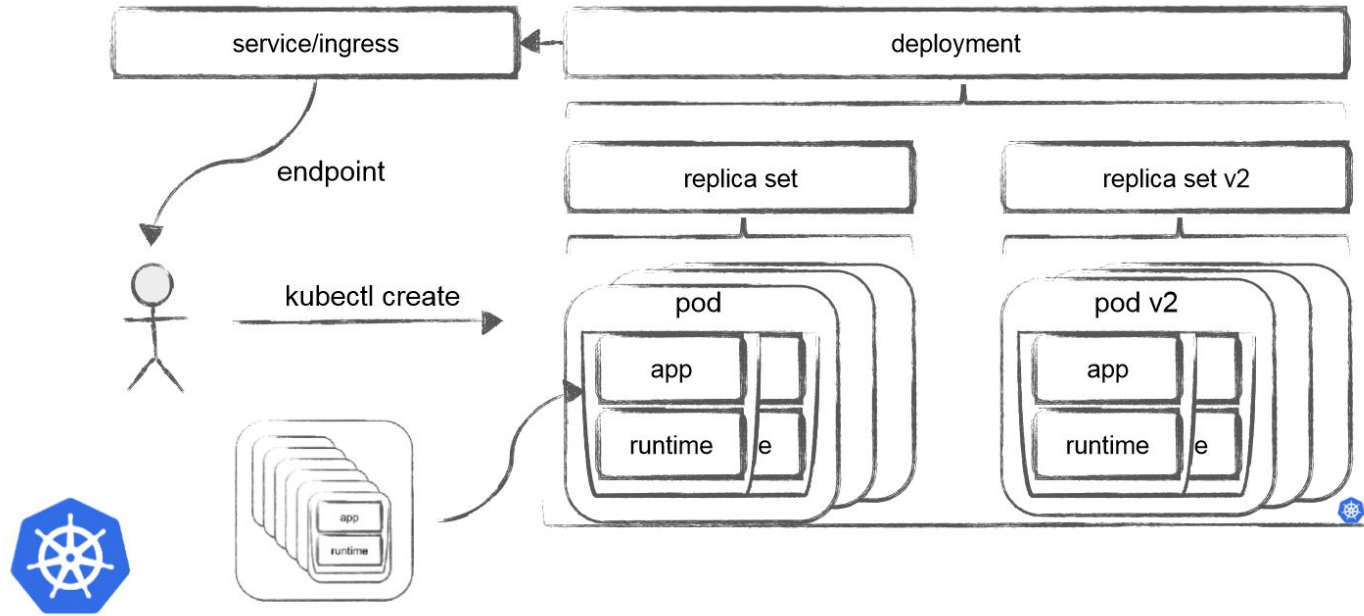 service/ingress
deployment
endpoint
replica set
replica set v2
kubectl create
pod
pod v2
app
app
runtime
e
runtime
e
app
runtime